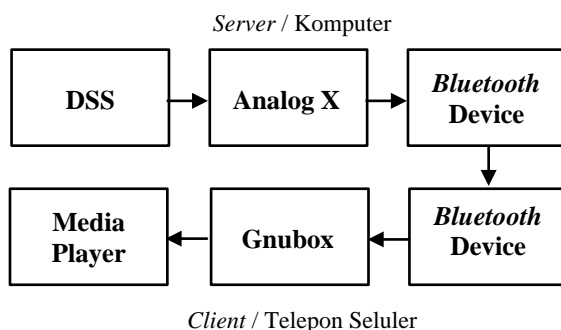 Server / Komputer
DSS
Analog X
Bluetooth
Device
Media
Player
Gnubox
Bluetooth
Device
Client / Telepon Seluler